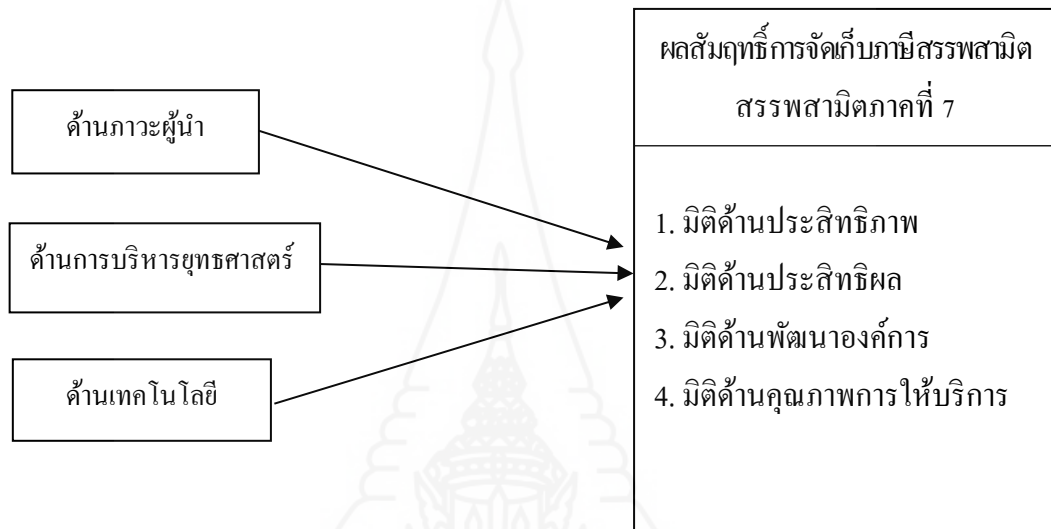 ผลสัมฤทธิ์การจัดเก็บภาษีสรรพสามิต
สรรพสามิตภาคที่ 7
ด้านภาวะผู้นำ
ด้านการบริหารยุทธศาสตร์
ด้านเทคโนโลยี
1. มิติด้านประสิทธิภาพ
2. มิติด้านประสิทธิผล
3. มิติด้านพัฒนาองค์การ
4. มิติด้านคุณภาพการให้บริการ